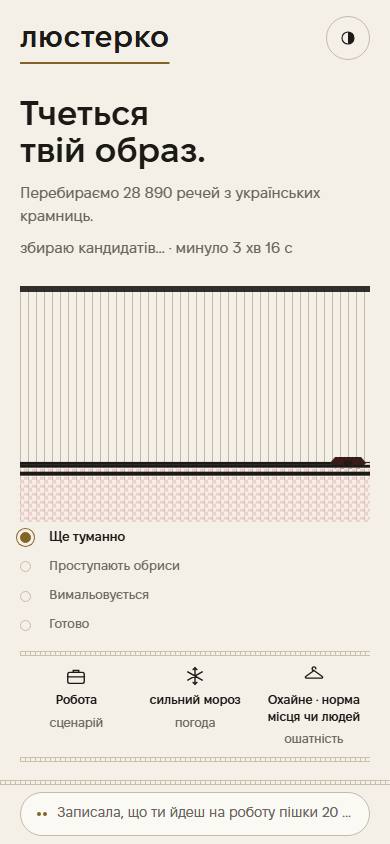 люстерко
Тчеться
твій образ.
Перебираємо 28 890 речей з українських
крамниць.
збираю кандидатів... · минуло 3 хв 16 с
Ще туманно
Проступають обриси
Вимальовується
Готово
Робота
сценарій
сильний мороз
погода
Охайне · норма
місця чи людей
ошатність
Записала, що ти йдеш на роботу пішки 20 ...